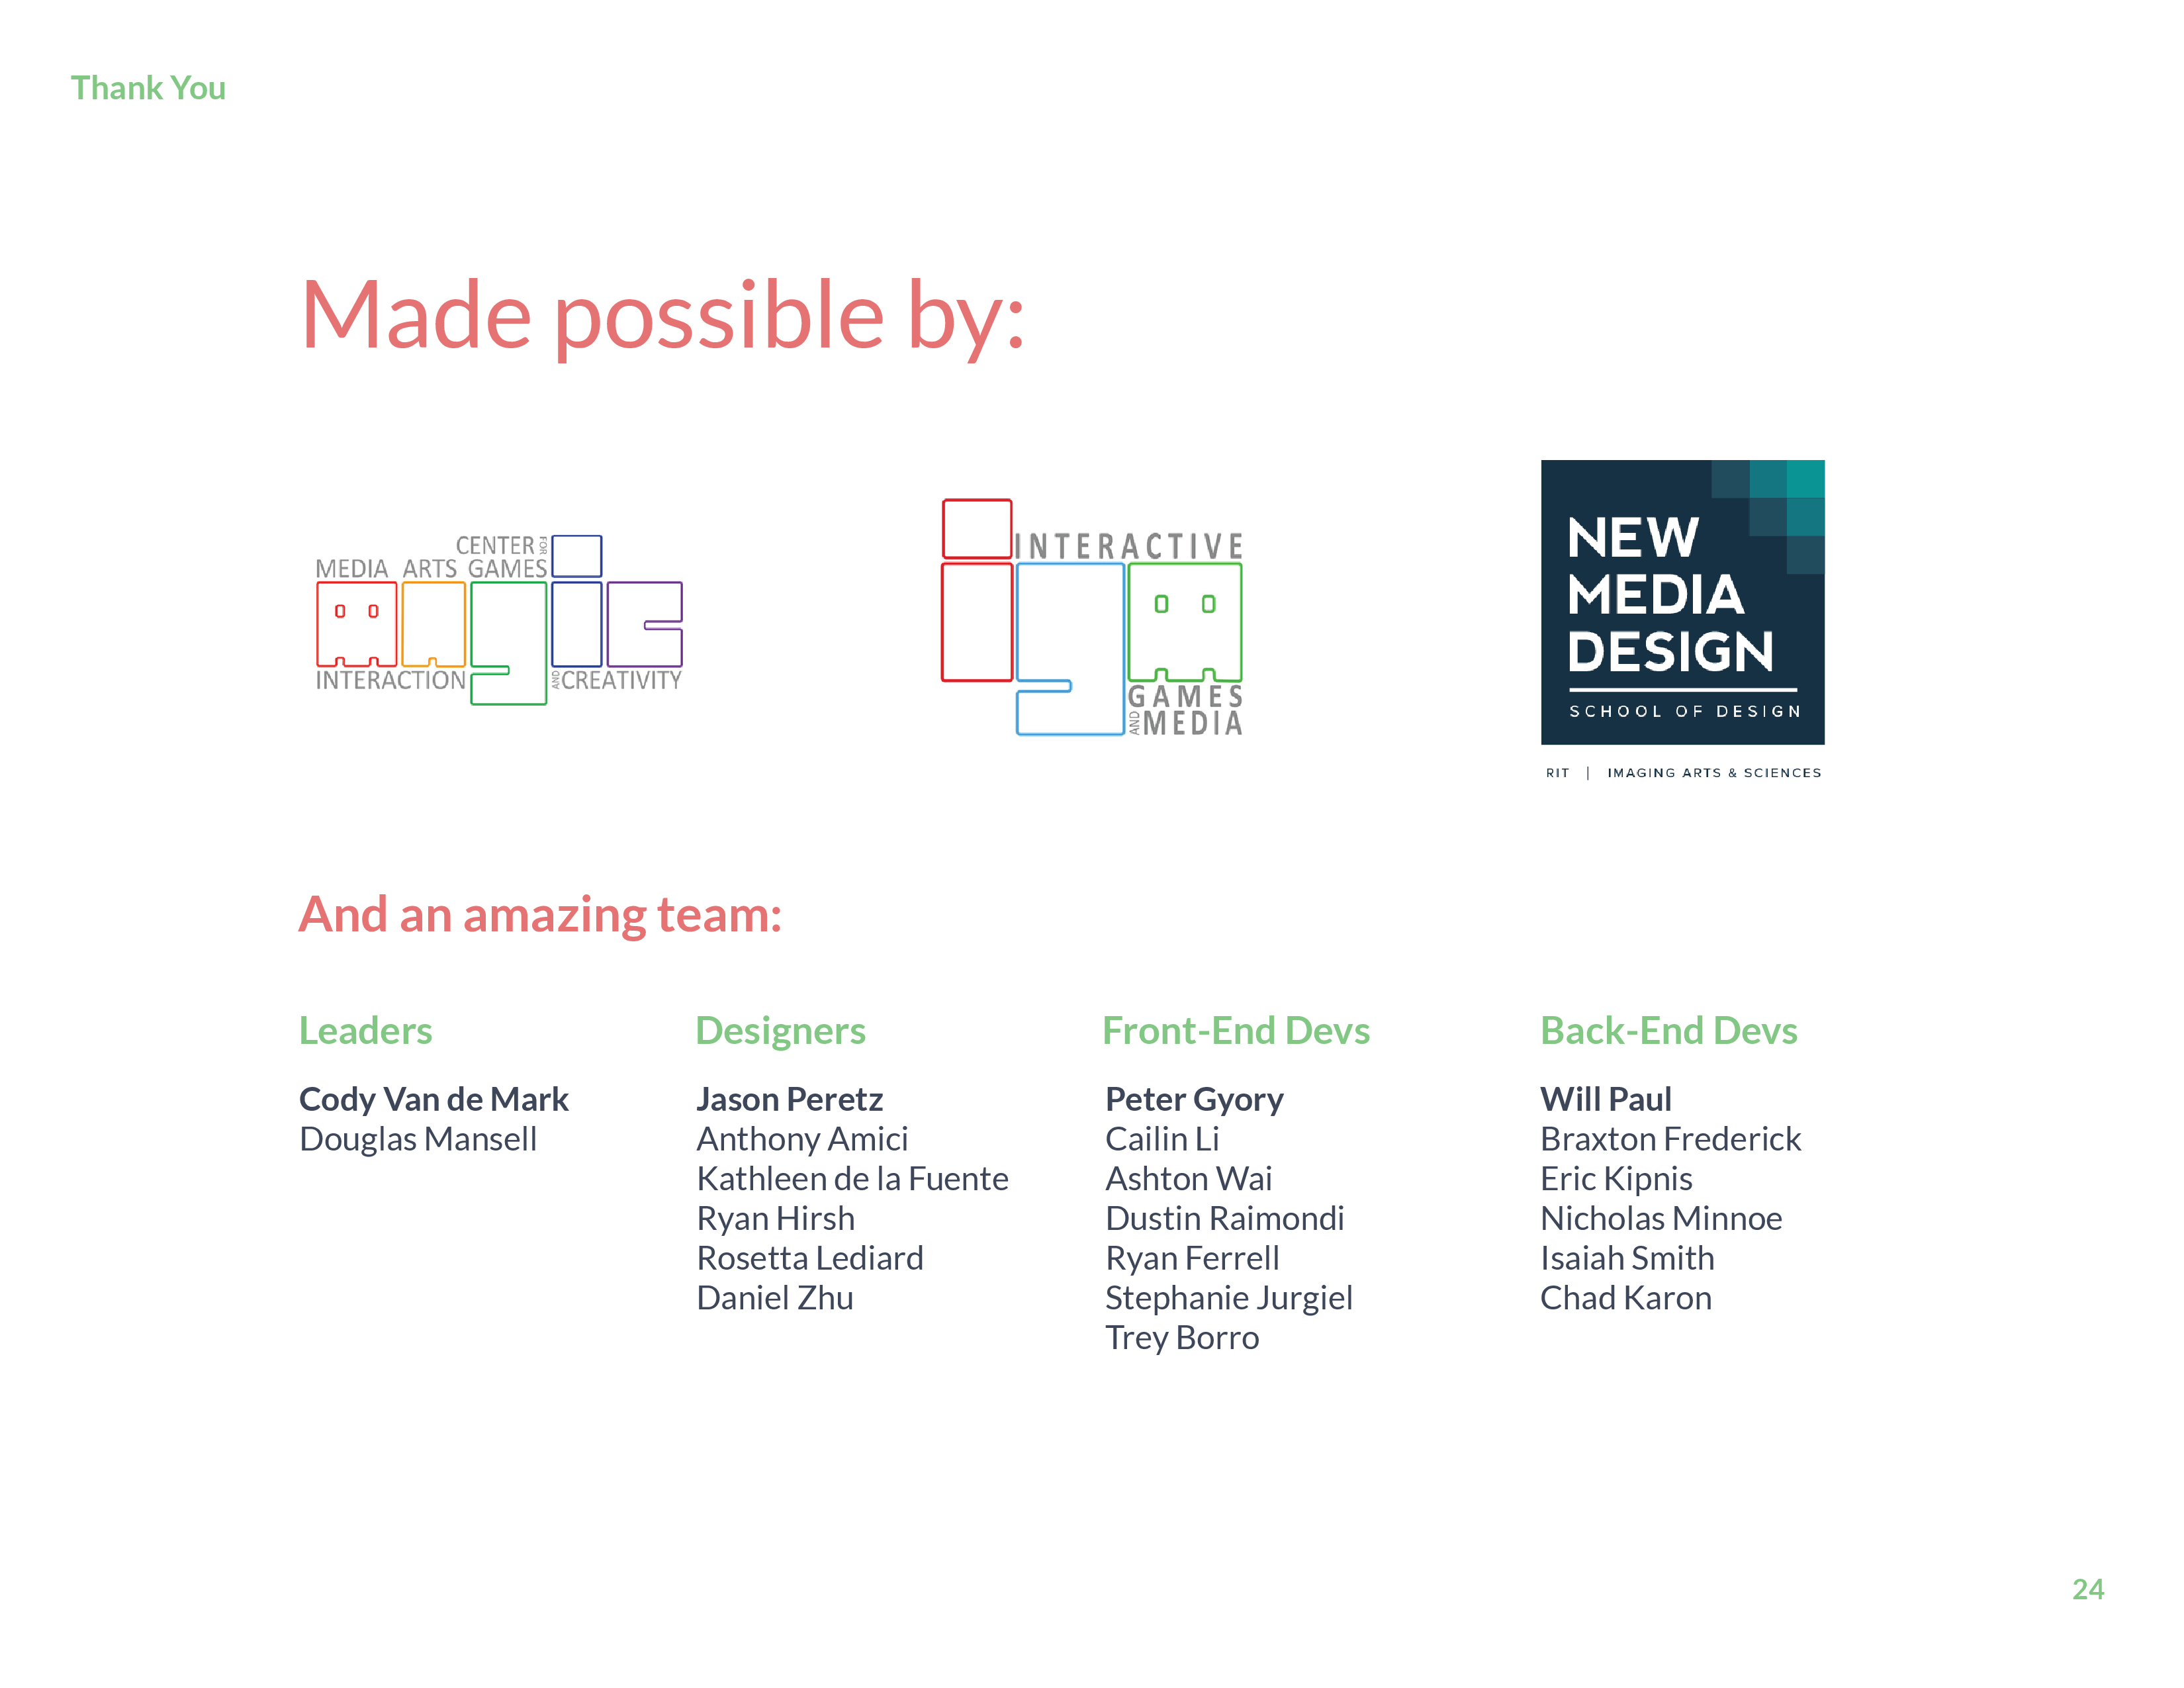 Thank You
Made possible by:
CENTER FOR
MEDIA ARTS GAMES
INTERACTION AND CREATIVITY
INTERACTIVE
GAMES
AND MEDIA
NEW
MEDIA
DESIGN
SCHOOL OF DESIGN
RIT | IMAGING ARTS & SCIENCES
And an amazing team:
Leaders
Cody Van de Mark
Douglas Mansell
Designers
Jason Peretz
Anthony Amici
Kathleen de la Fuente
Ryan Hirsh
Rosetta Lediard
Daniel Zhu
Front-End Devs
Peter Gyory
Cailin Li
Ashton Wai
Dustin Raimondi
Ryan Ferrell
Stephanie Jurgiel
Trey Borro
Back-End Devs
Will Paul
Braxton Frederick
Eric Kipnis
Nicholas Minnoe
Isaiah Smith
Chad Karon
24